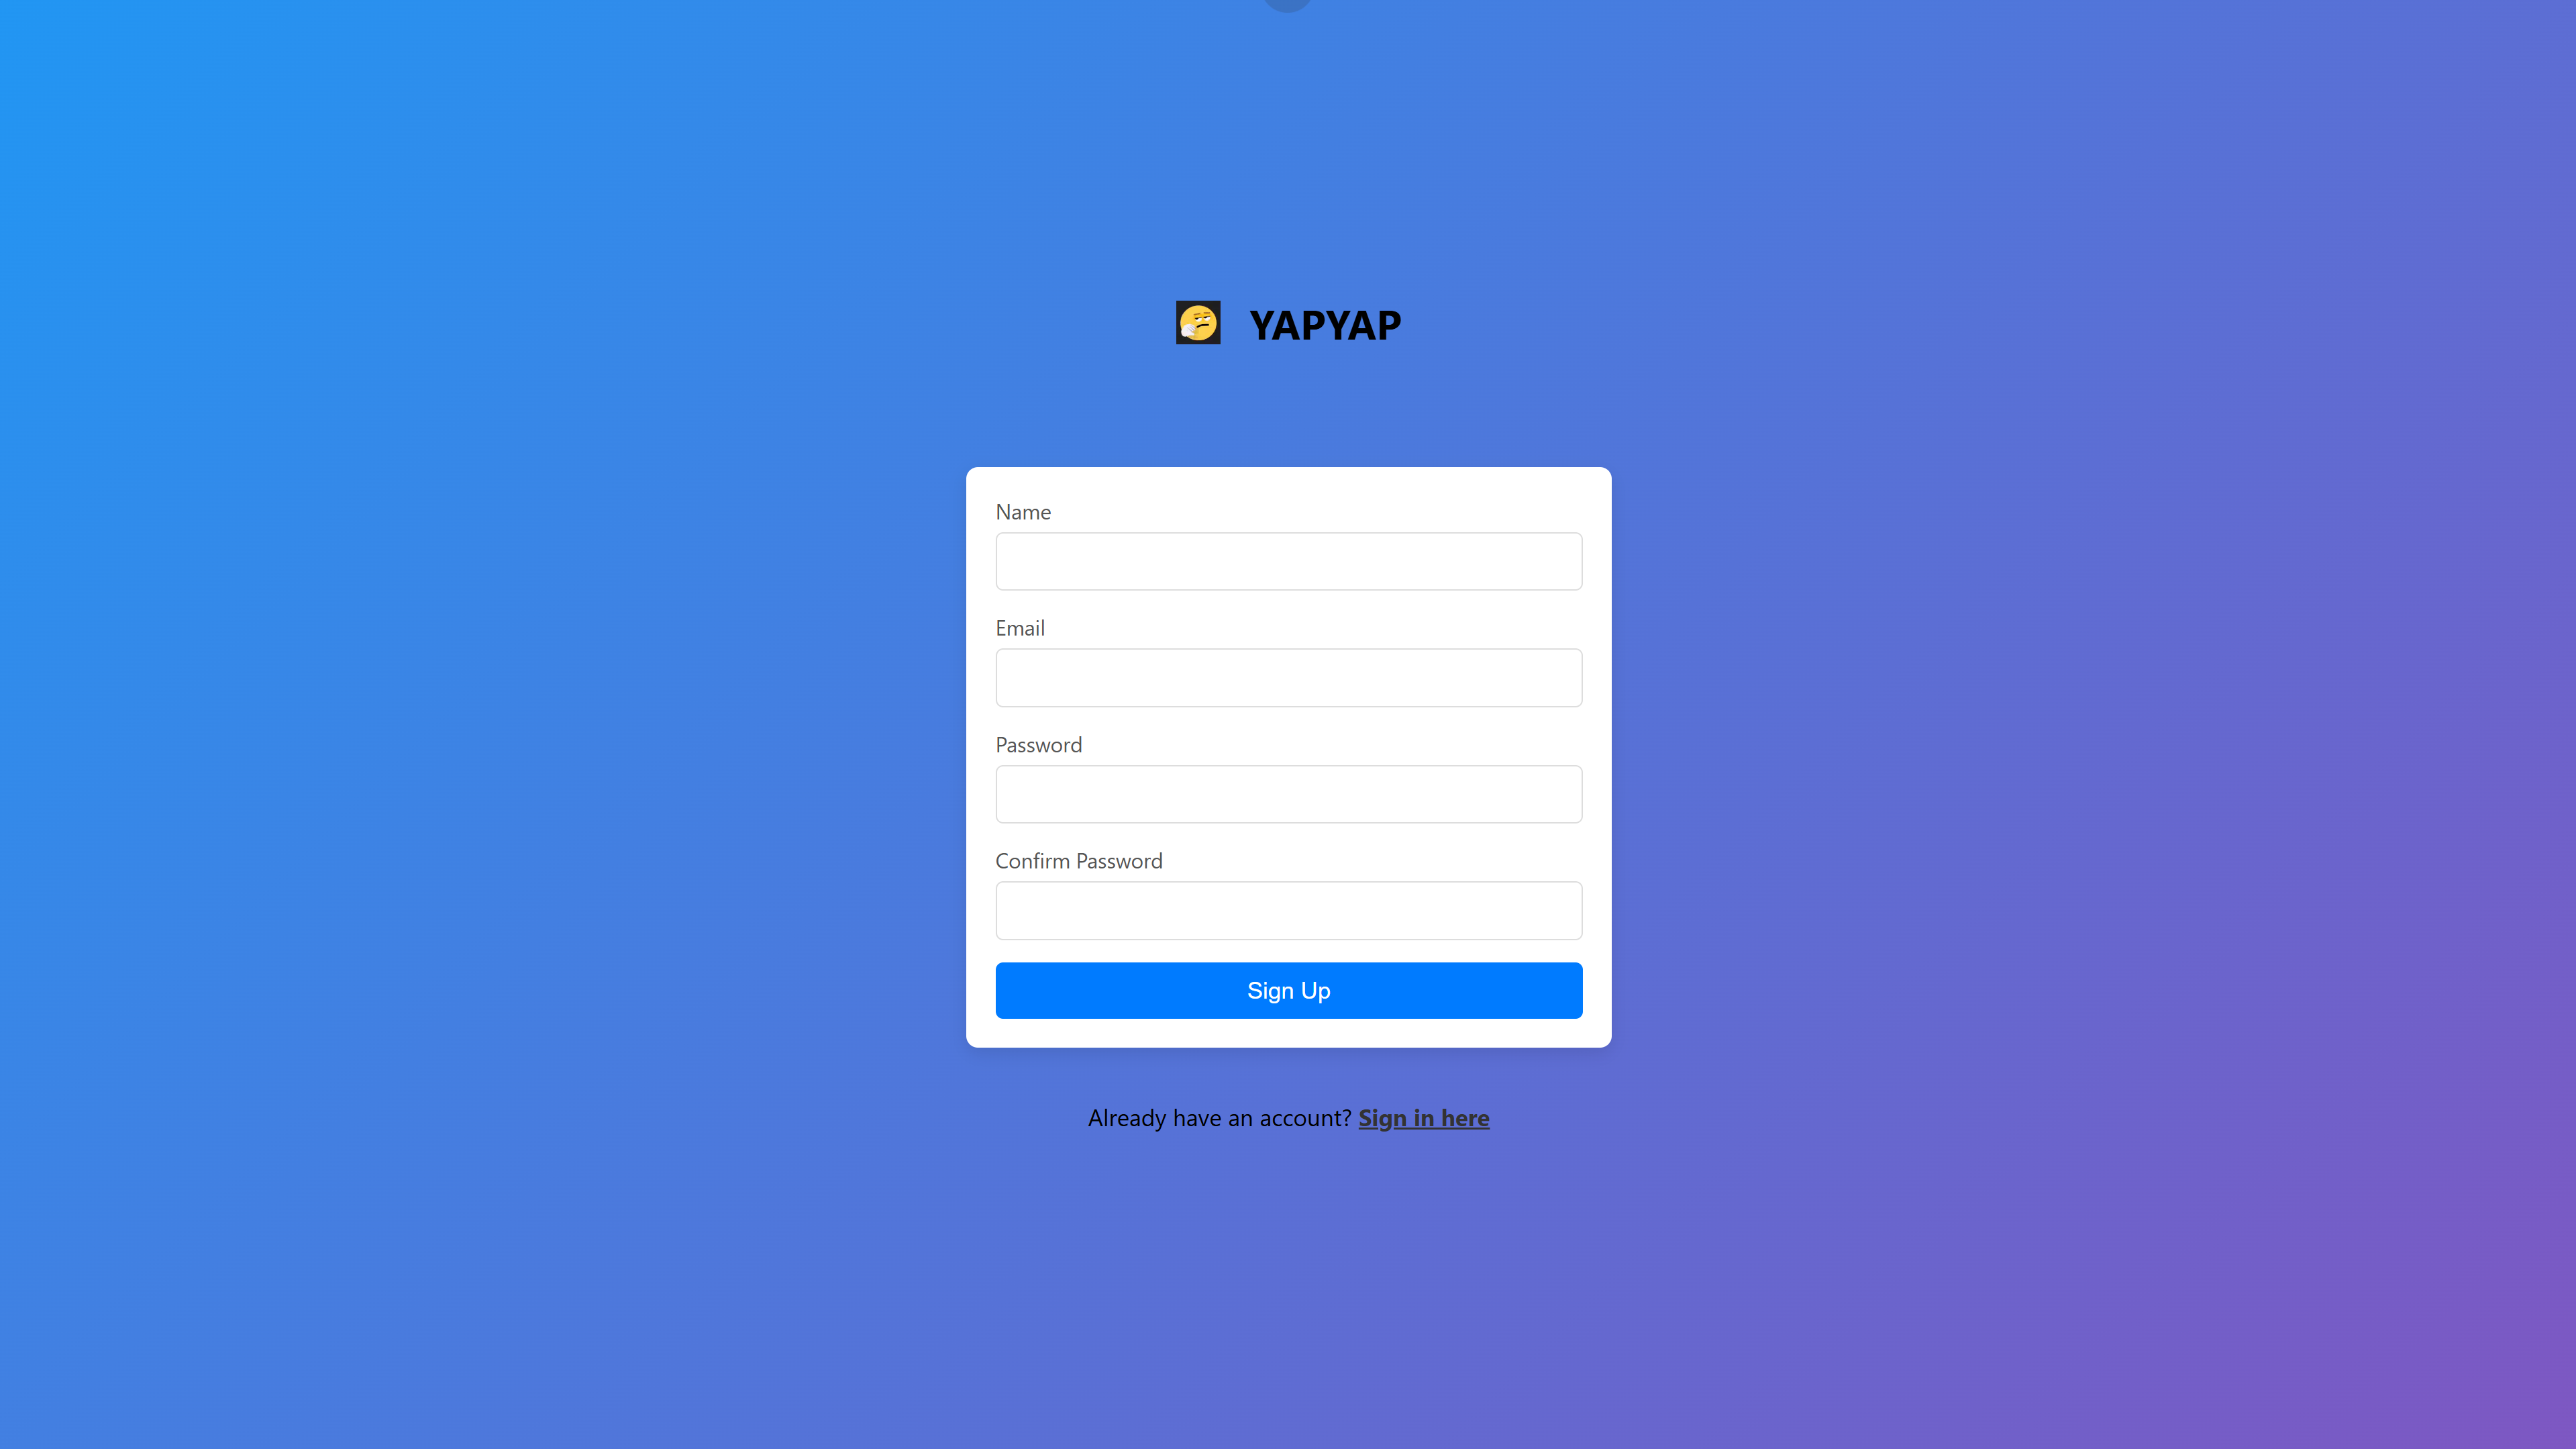 YAPYAP
Name
Email
Password
Confirm Password
Sign Up
Already have an account? Sign in here